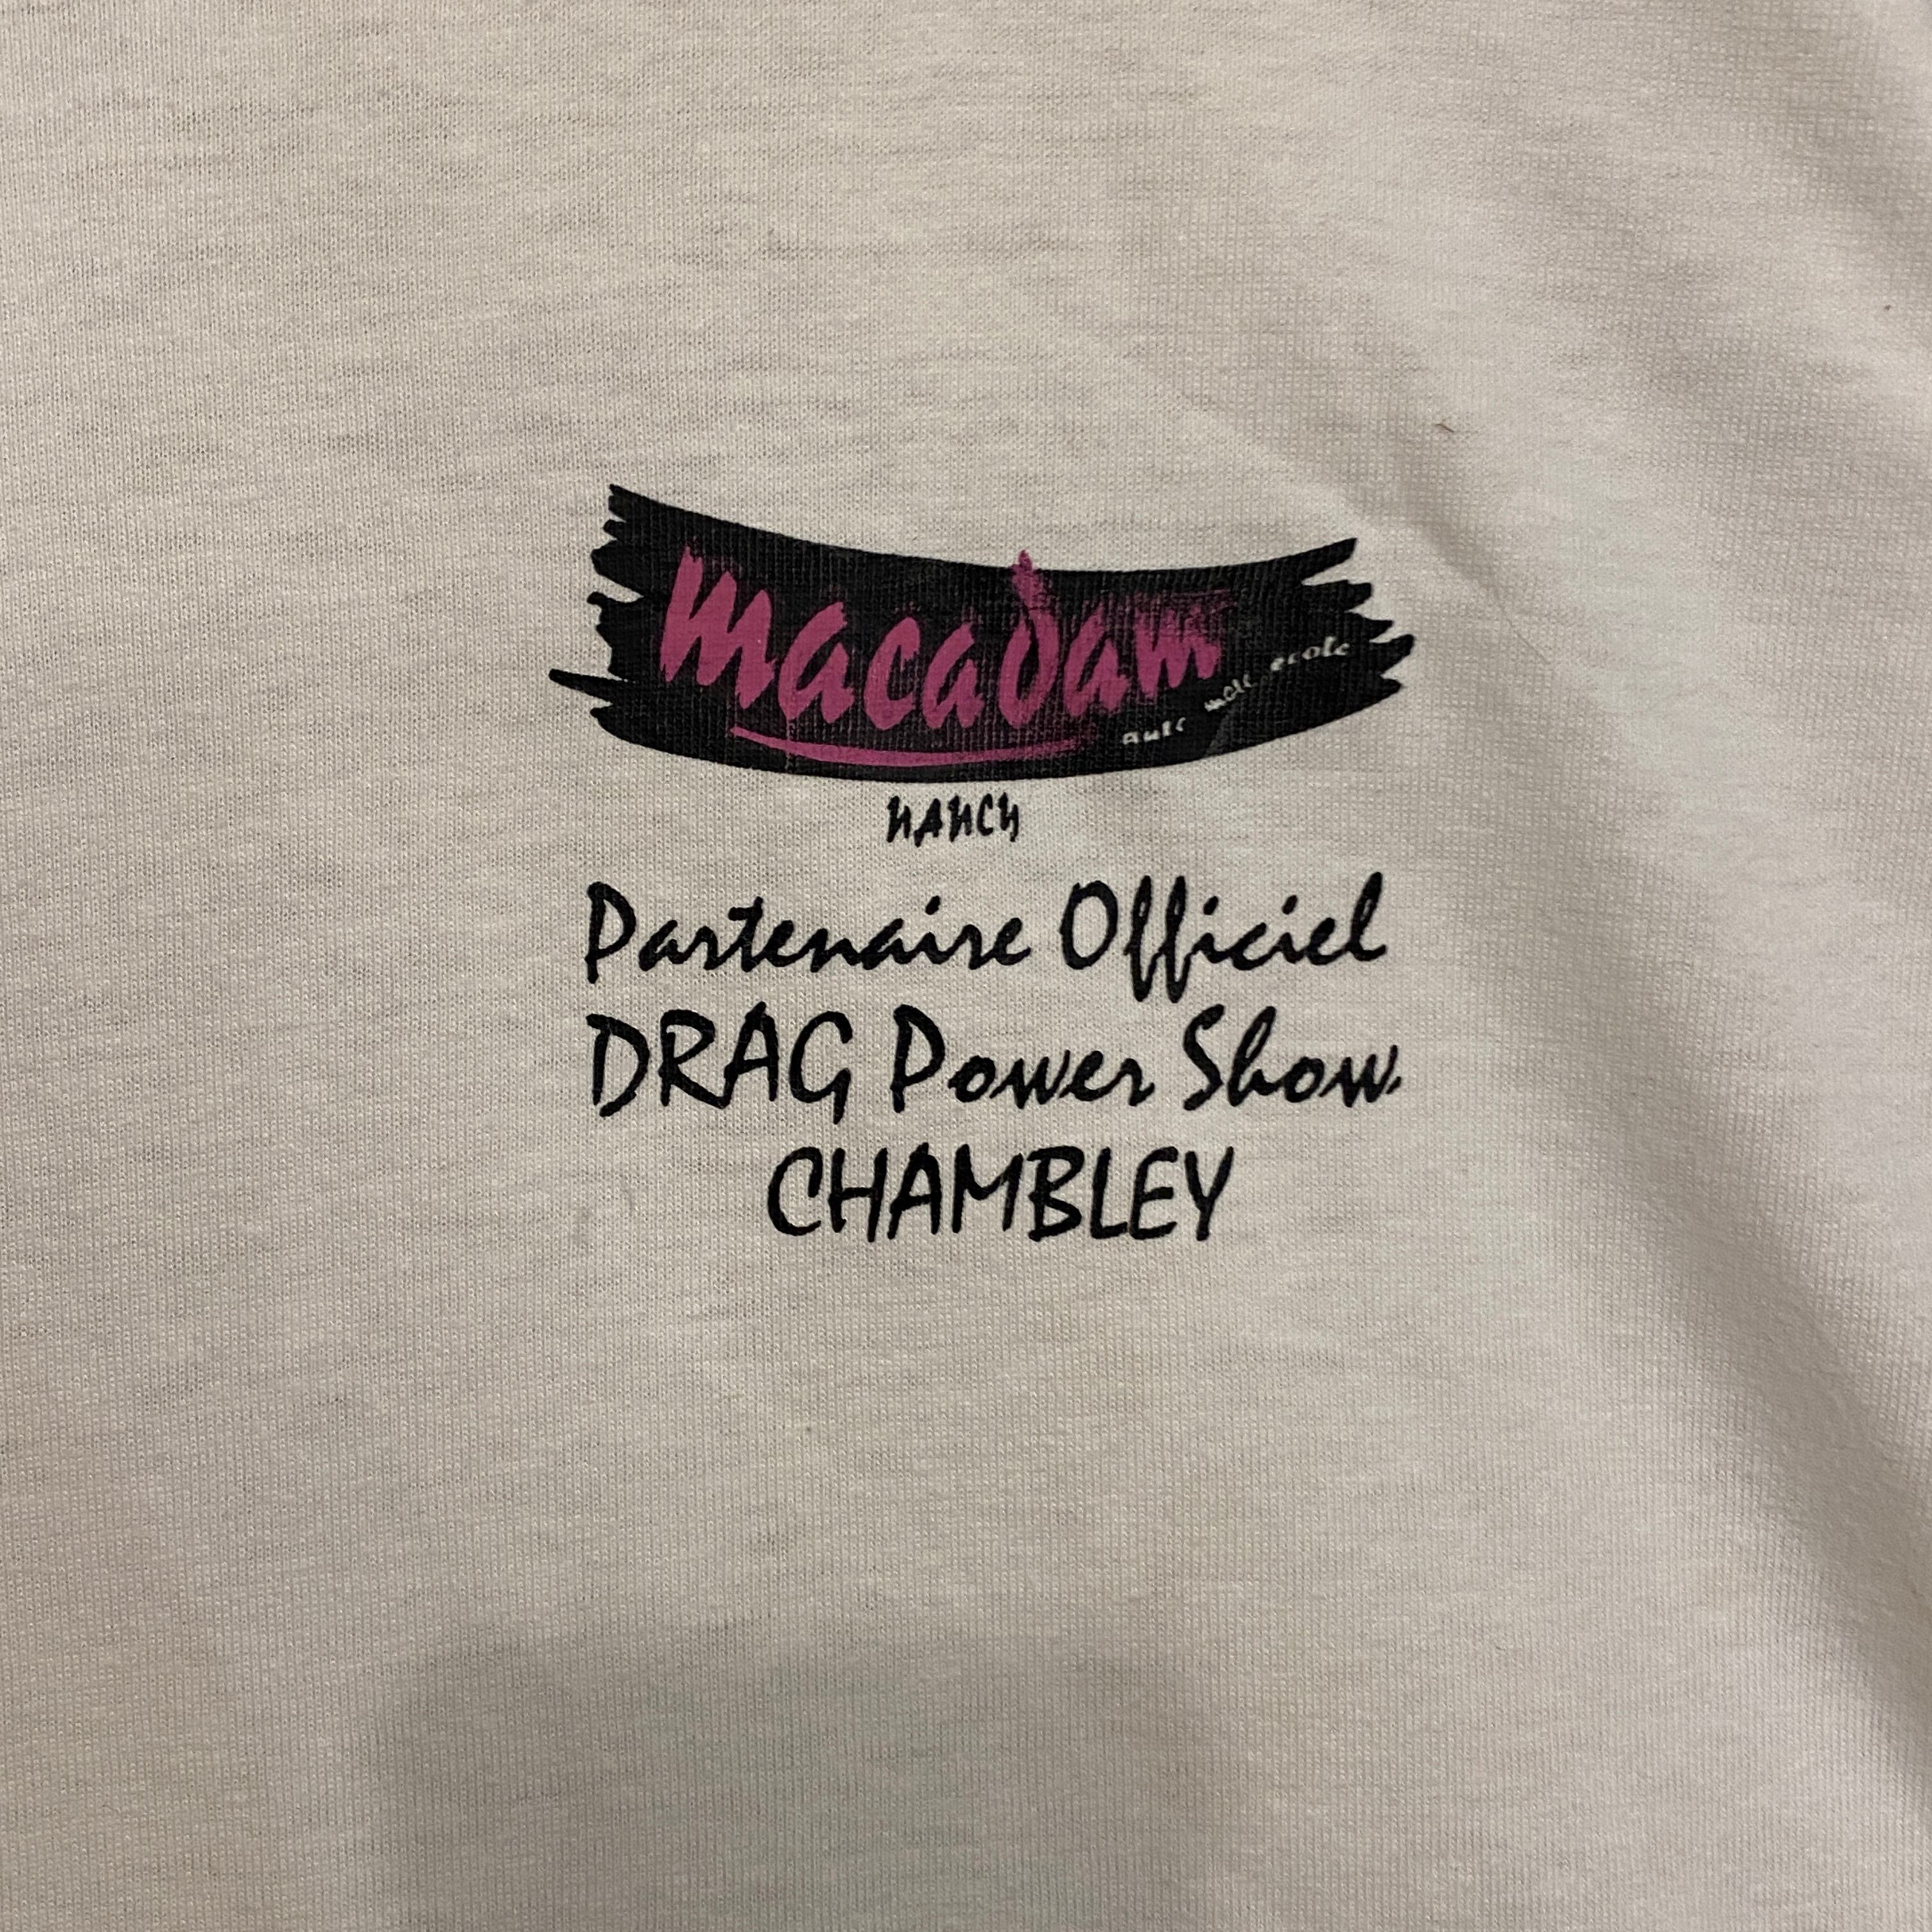 macadam
auto moto ecole
NANCY
Partenaire Officiel
DRAG Power Show
CHAMBLEY